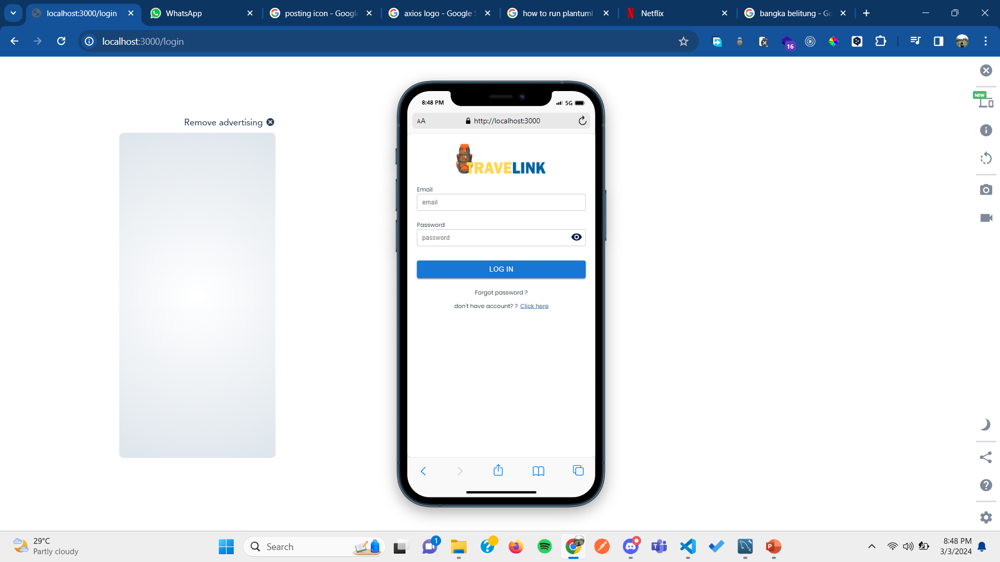 localhost:3000/login
WhatsApp
posting icon - Google
axios logo - Google S
how to run plantuml
Netflix
bangka belitung - Go
localhost:3000/login
16
NEW
Remove advertising
8:48 PM
5G
AA
http://localhost:3000
TRAVELINK
Email
email
Password
password
LOG IN
Forgot password ?
don't have account? ? Click here
29°C
Partly cloudy
Search
1
8:48 PM
3/3/2024